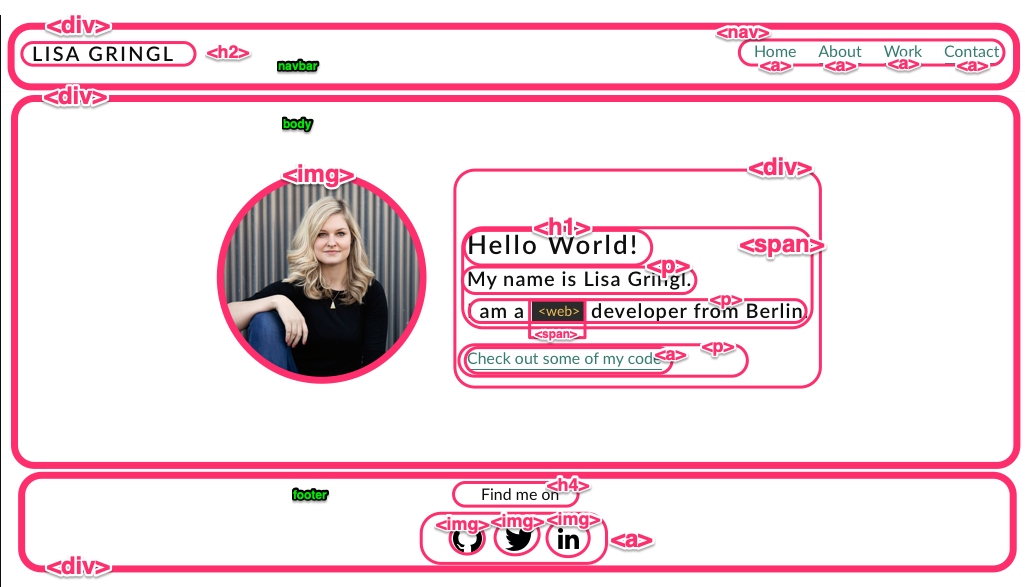 <div>
LISA GRINGL <h2>
navbar
<nav>
Home About Work Contact
<a> <a> <a> <a>
<div>
body
<img>
<div>
<h1>
Hello World! <span>
<p>
My name is Lisa Gringl.
<p>
I am a <web> developer from Berlin.
<span>
<p>
Check out some of my code <a>
footer
<h4>
Find me on
<img> <img> <img>
in <a>
<div>